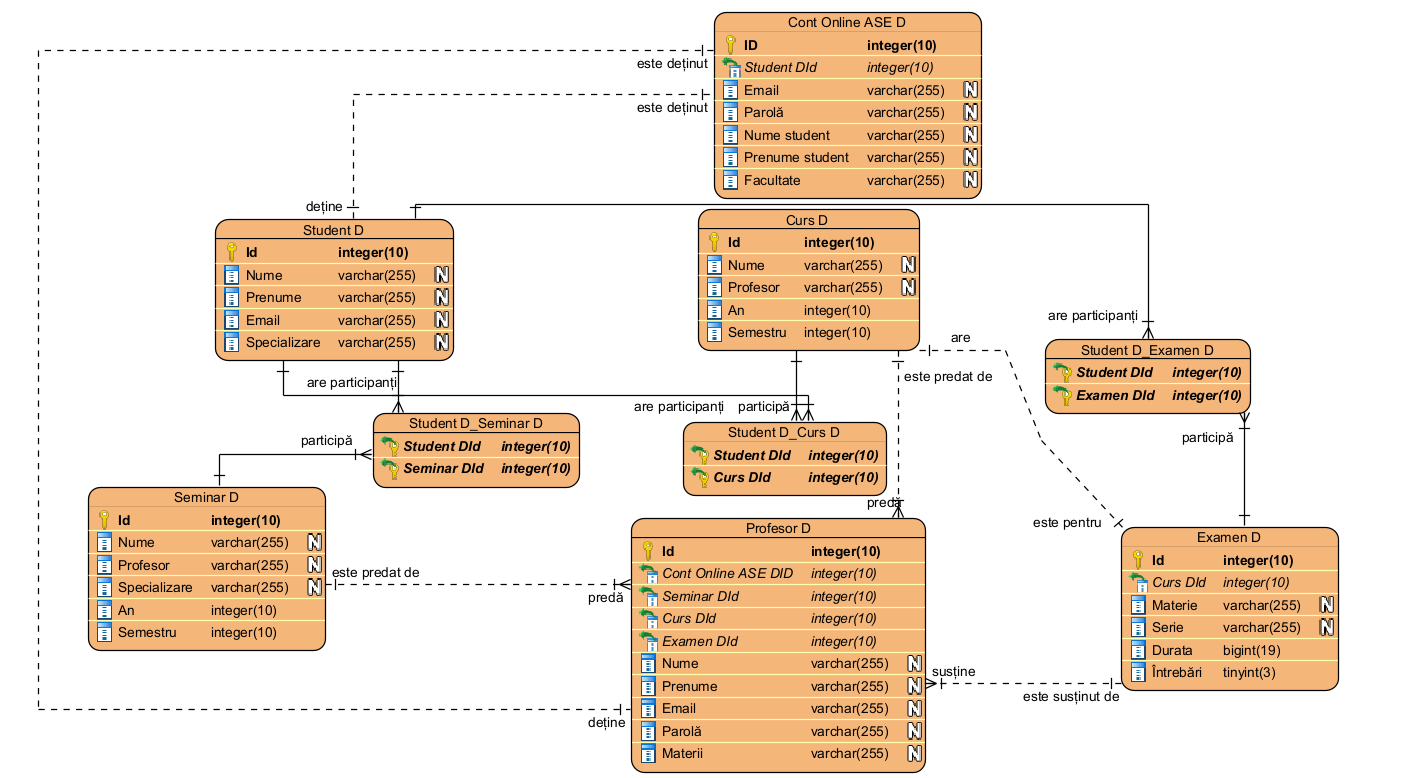 Cont Online ASE D
ID integer(10)
Student DId integer(10)
Email varchar(255) N
Parolă varchar(255) N
Nume student varchar(255) N
Prenume student varchar(255) N
Facultate varchar(255) N
este deținut
este deținut
deține
Student D
Id integer(10)
Nume varchar(255) N
Prenume varchar(255) N
Email varchar(255) N
Specializare varchar(255) N
Curs D
Id integer(10)
Nume varchar(255) N
Profesor varchar(255) N
An integer(10)
Semestru integer(10)
are participanți
Student D_Examen D
Student DId integer(10)
Examen DId integer(10)
are
este predat de
are participanți
are participanți
participă
Student D_Seminar D
Student DId integer(10)
Seminar DId integer(10)
Student D_Curs D
Student DId integer(10)
Curs DId integer(10)
participă
participă
predă
este pentru
Seminar D
Id integer(10)
Nume varchar(255) N
Profesor varchar(255) N
Specializare varchar(255) N
An integer(10)
Semestru integer(10)
este predat de
predă
Profesor D
Id integer(10)
Cont Online ASE DID integer(10)
Seminar DId integer(10)
Curs DId integer(10)
Examen DId integer(10)
Nume varchar(255) N
Prenume varchar(255) N
Email varchar(255) N
Parolă varchar(255) N
Materii varchar(255) N
Examen D
Id integer(10)
Curs DId integer(10)
Materie varchar(255) N
Serie varchar(255) N
Durata bigint(19)
Întrebări tinyint(3)
susține
este susținut de
deține